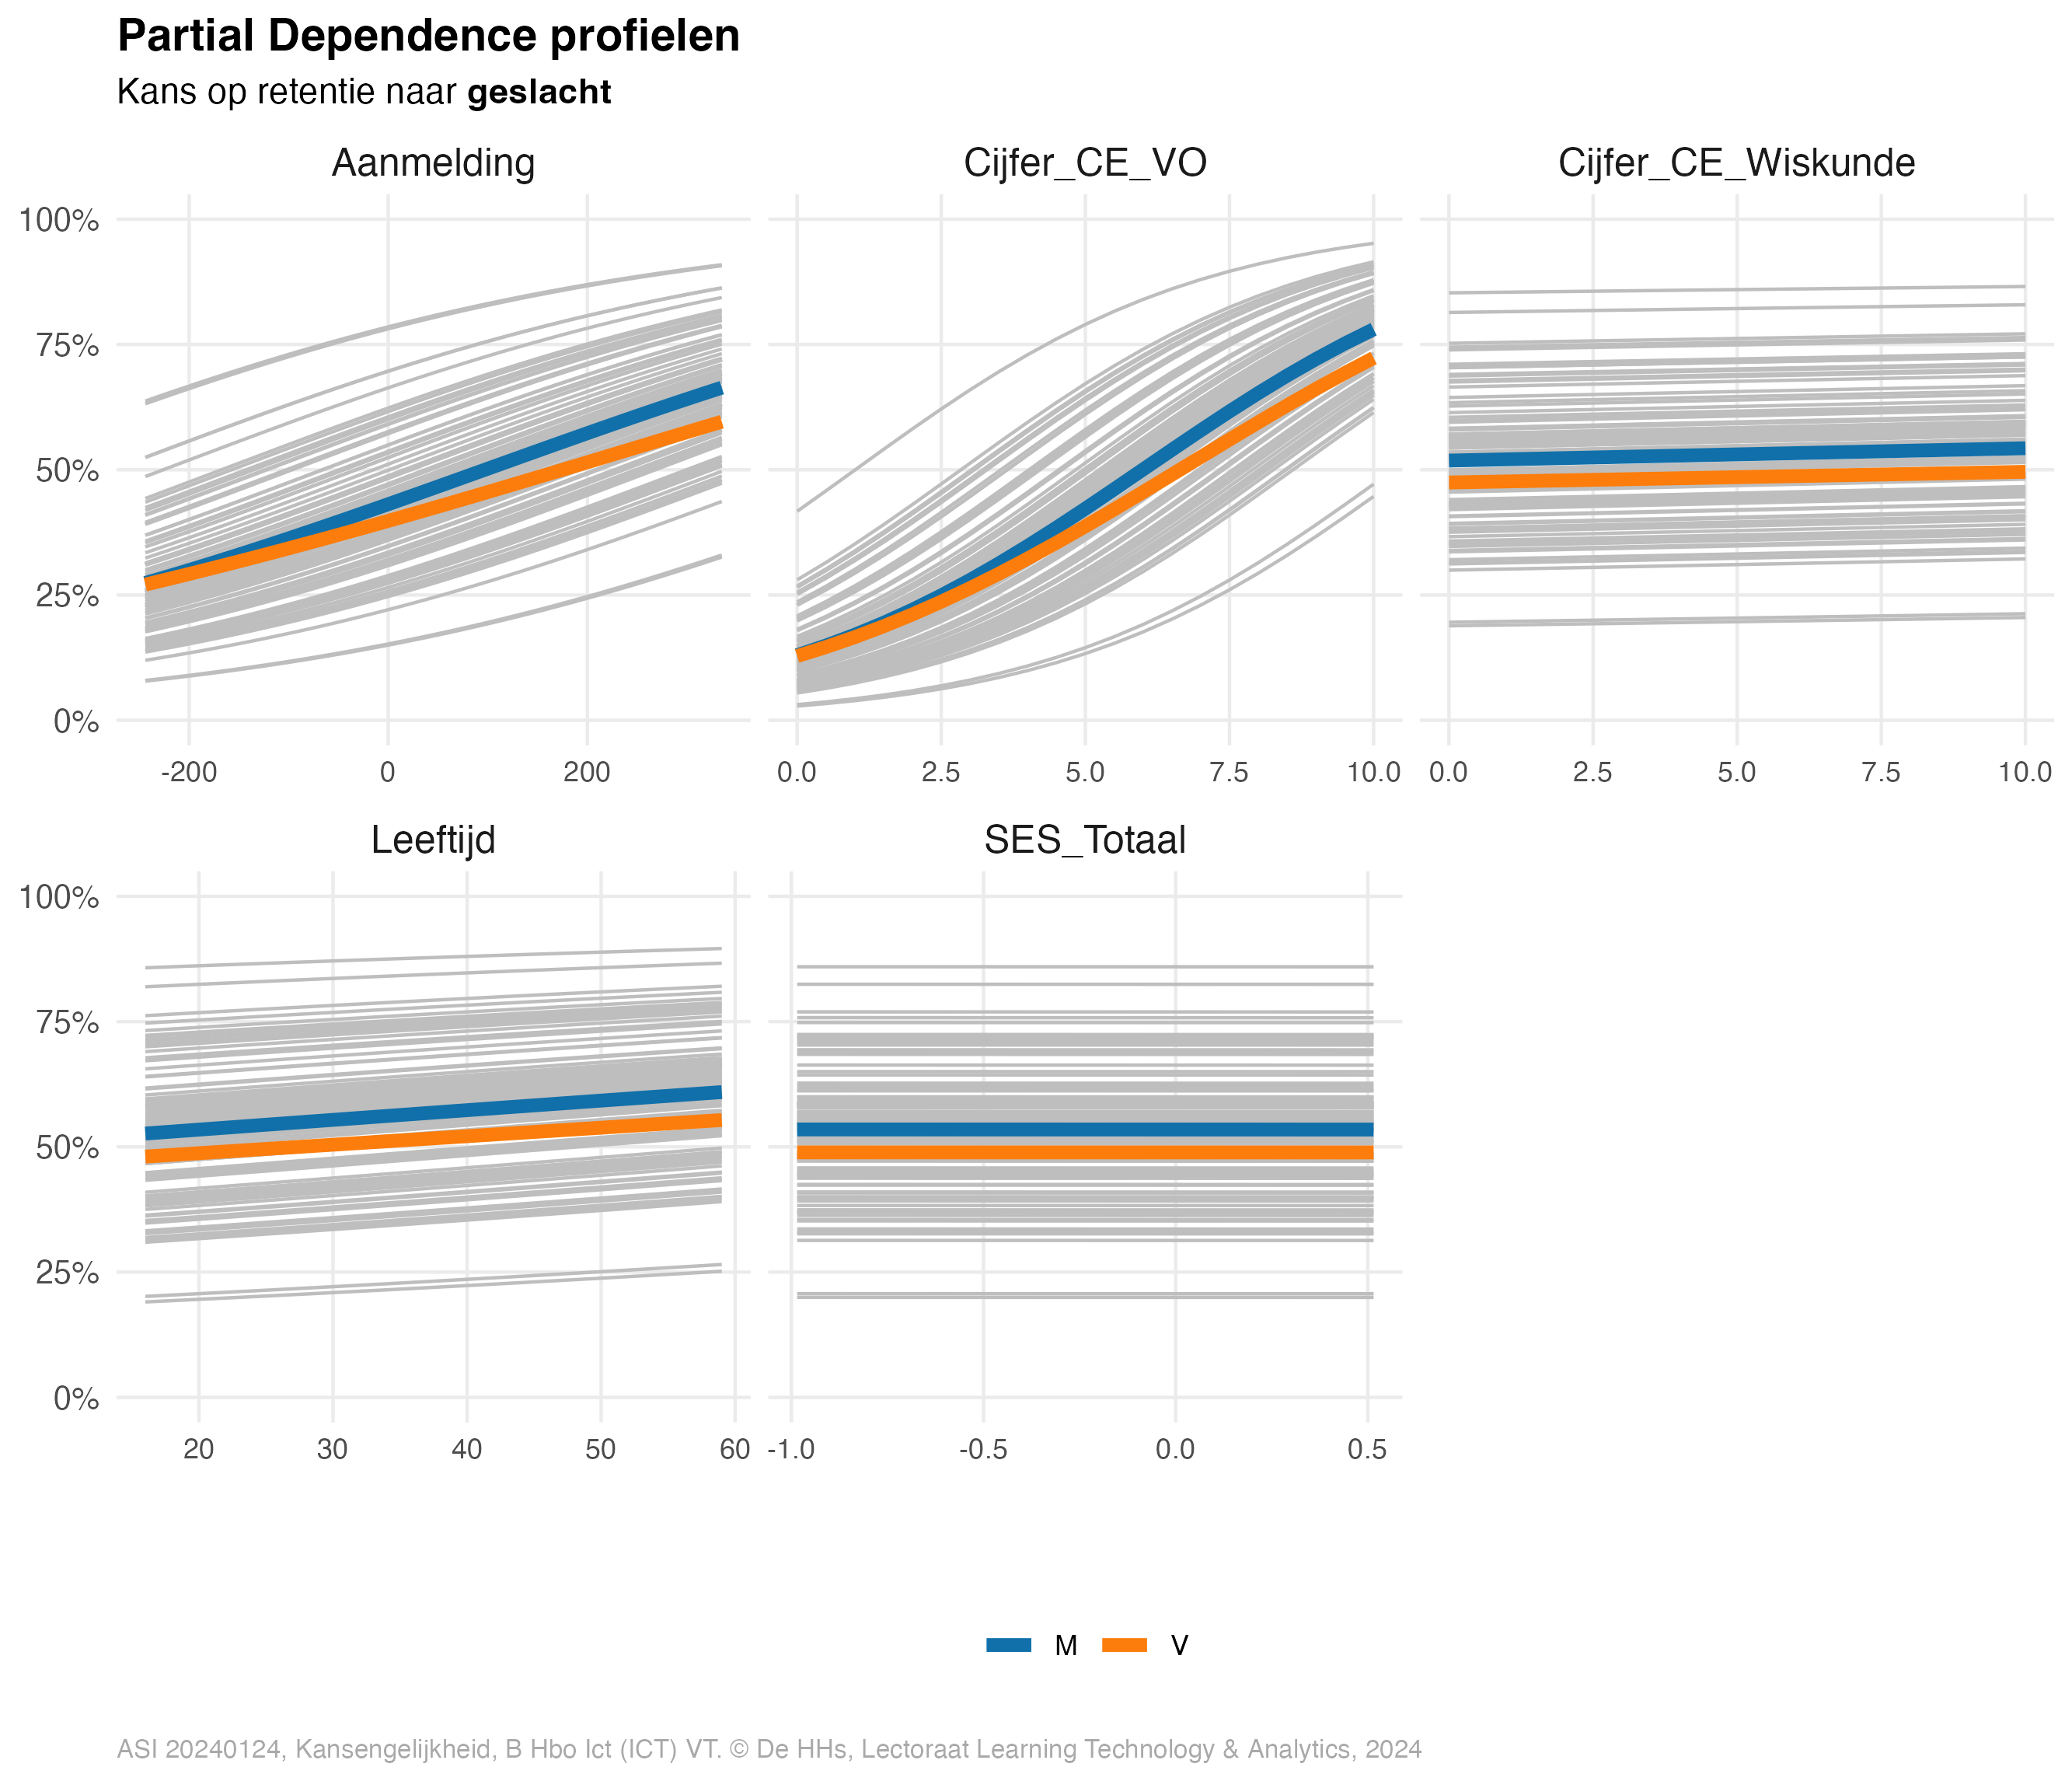 Partial Dependence profielen
Kans op retentie naar geslacht
Aanmelding
Cijfer_CE_VO
Cijfer_CE_Wiskunde
100%
75%
50%
25%
0%
-200 0 200
0.0 2.5 5.0 7.5 10.0
0.0 2.5 5.0 7.5 10.0
Leeftijd
SES_Totaal
100%
75%
50%
25%
0%
20 30 40 50 60
-1.0 -0.5 0.0 0.5
M V
ASI 20240124, Kansengelijkheid, B Hbo Ict (ICT) VT. © De HHs, Lectoraat Learning Technology & Analytics, 2024